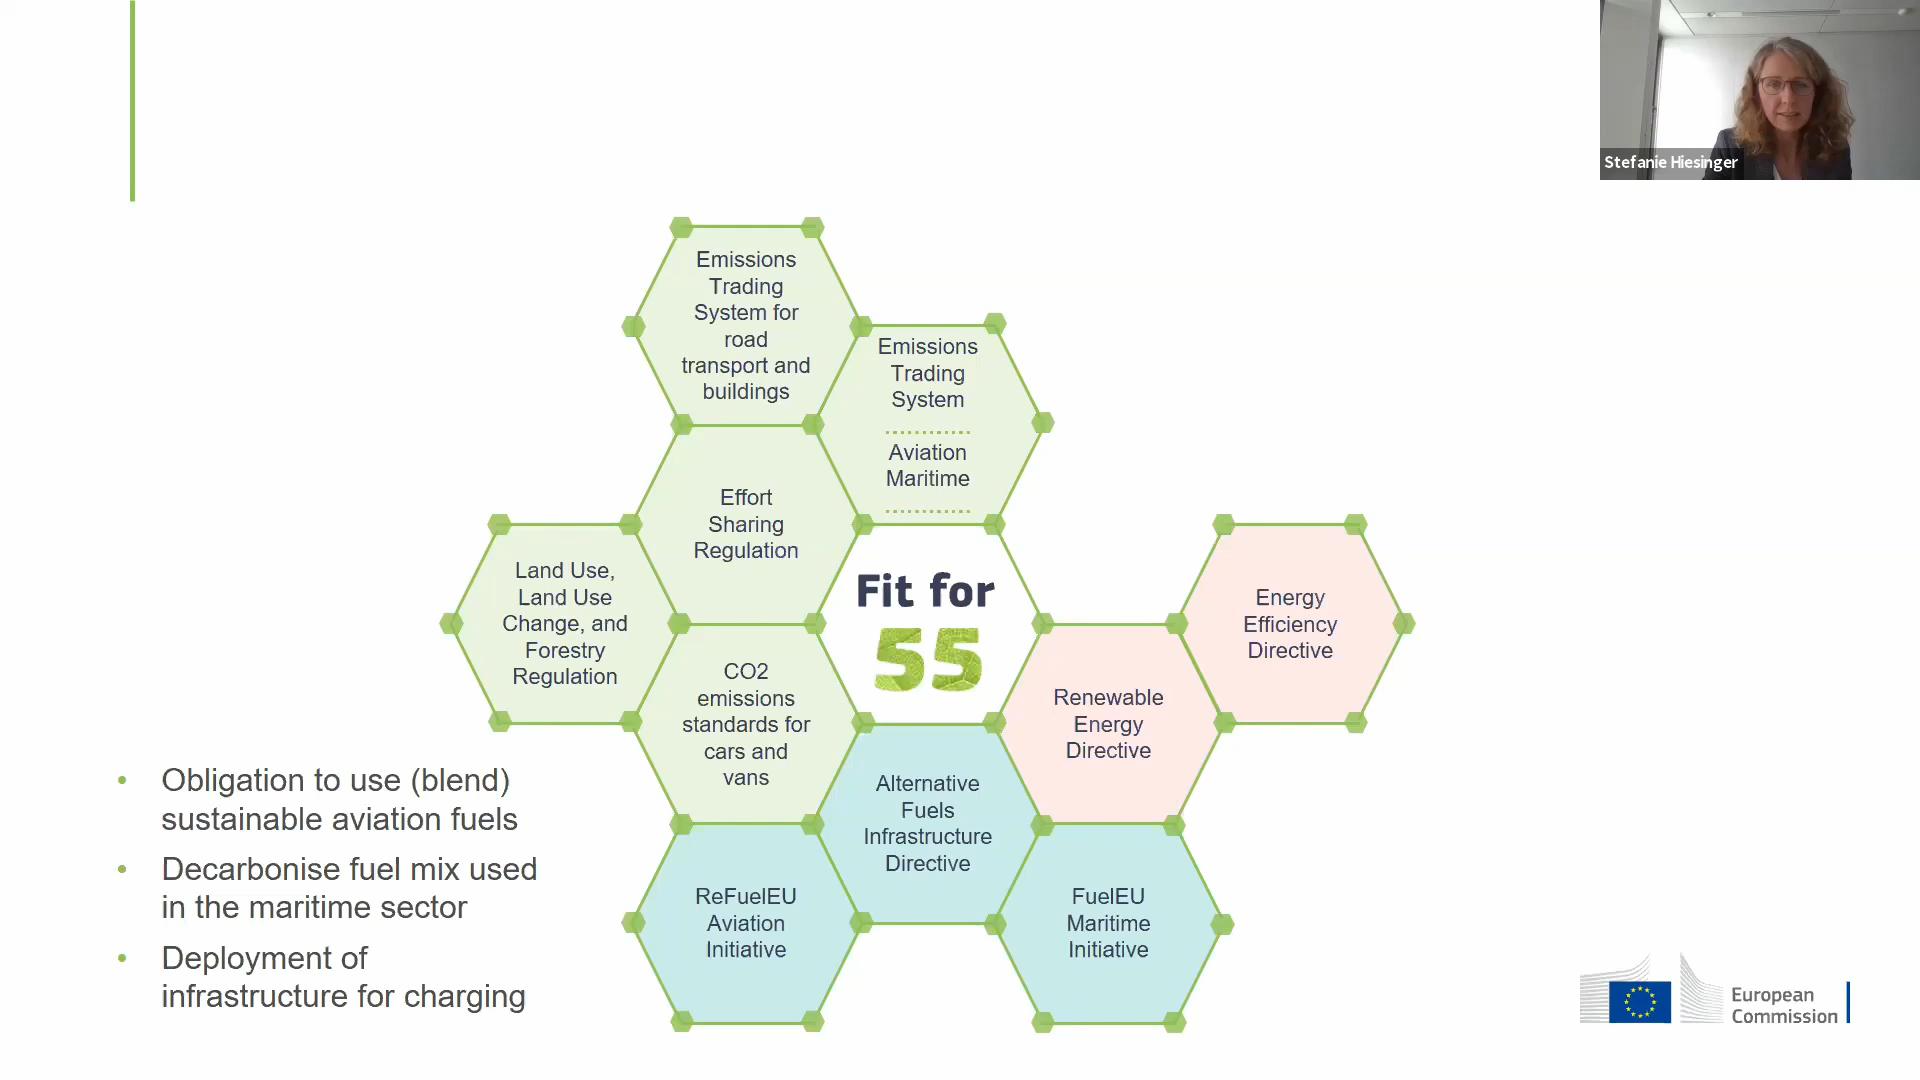 Stefanie Hiesinger
Emissions
Trading
System for
road
transport and
buildings
Emissions
Trading
System
Aviation
Maritime
Effort
Sharing
Regulation
Land Use,
Land Use
Change, and
Forestry
Regulation
Fit for
55
Energy
Efficiency
Directive
CO2
emissions
standards for
cars and
vans
Renewable
Energy
Directive
Alternative
Fuels
Infrastructure
Directive
ReFuelEU
Aviation
Initiative
FuelEU
Maritime
Initiative
• Obligation to use (blend)
sustainable aviation fuels
• Decarbonise fuel mix used
in the maritime sector
• Deployment of
infrastructure for charging
European
Commission